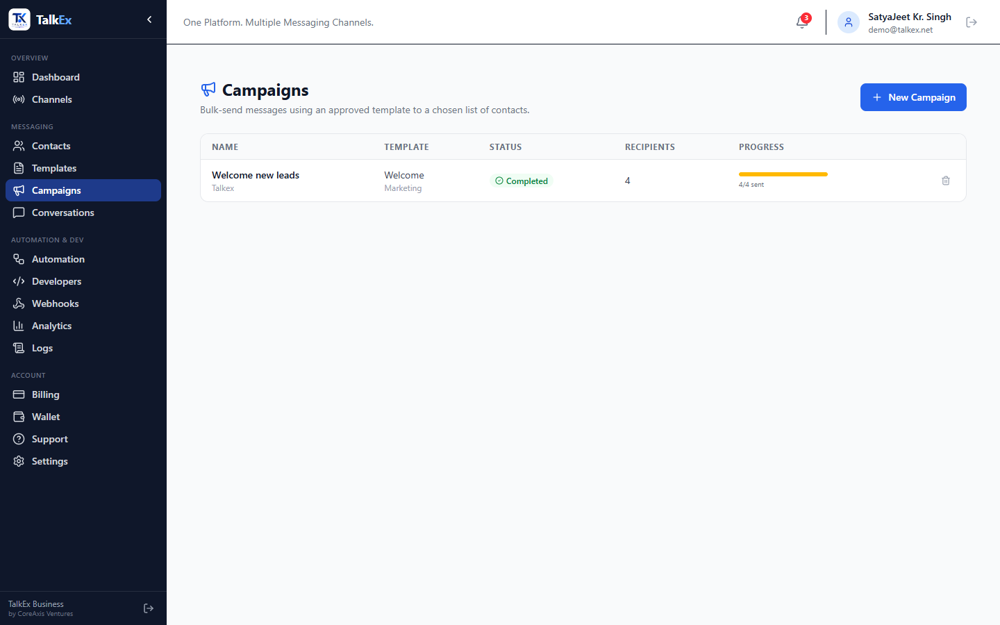 TK
TALKEX
TalkEx
One Platform. Multiple Messaging Channels.
3
SatyaJeet Kr. Singh
demo@talkex.net
OVERVIEW
Dashboard
Channels
MESSAGING
Contacts
Templates
Campaigns
Conversations
AUTOMATION & DEV
Automation
Developers
Webhooks
Analytics
Logs
ACCOUNT
Billing
Wallet
Support
Settings
TalkEx Business
by CoreAxis Ventures
Campaigns
Bulk-send messages using an approved template to a chosen list of contacts.
New Campaign
NAME TEMPLATE STATUS RECIPIENTS PROGRESS
Welcome new leads Welcome Completed 4
Talkex Marketing 4/4 sent